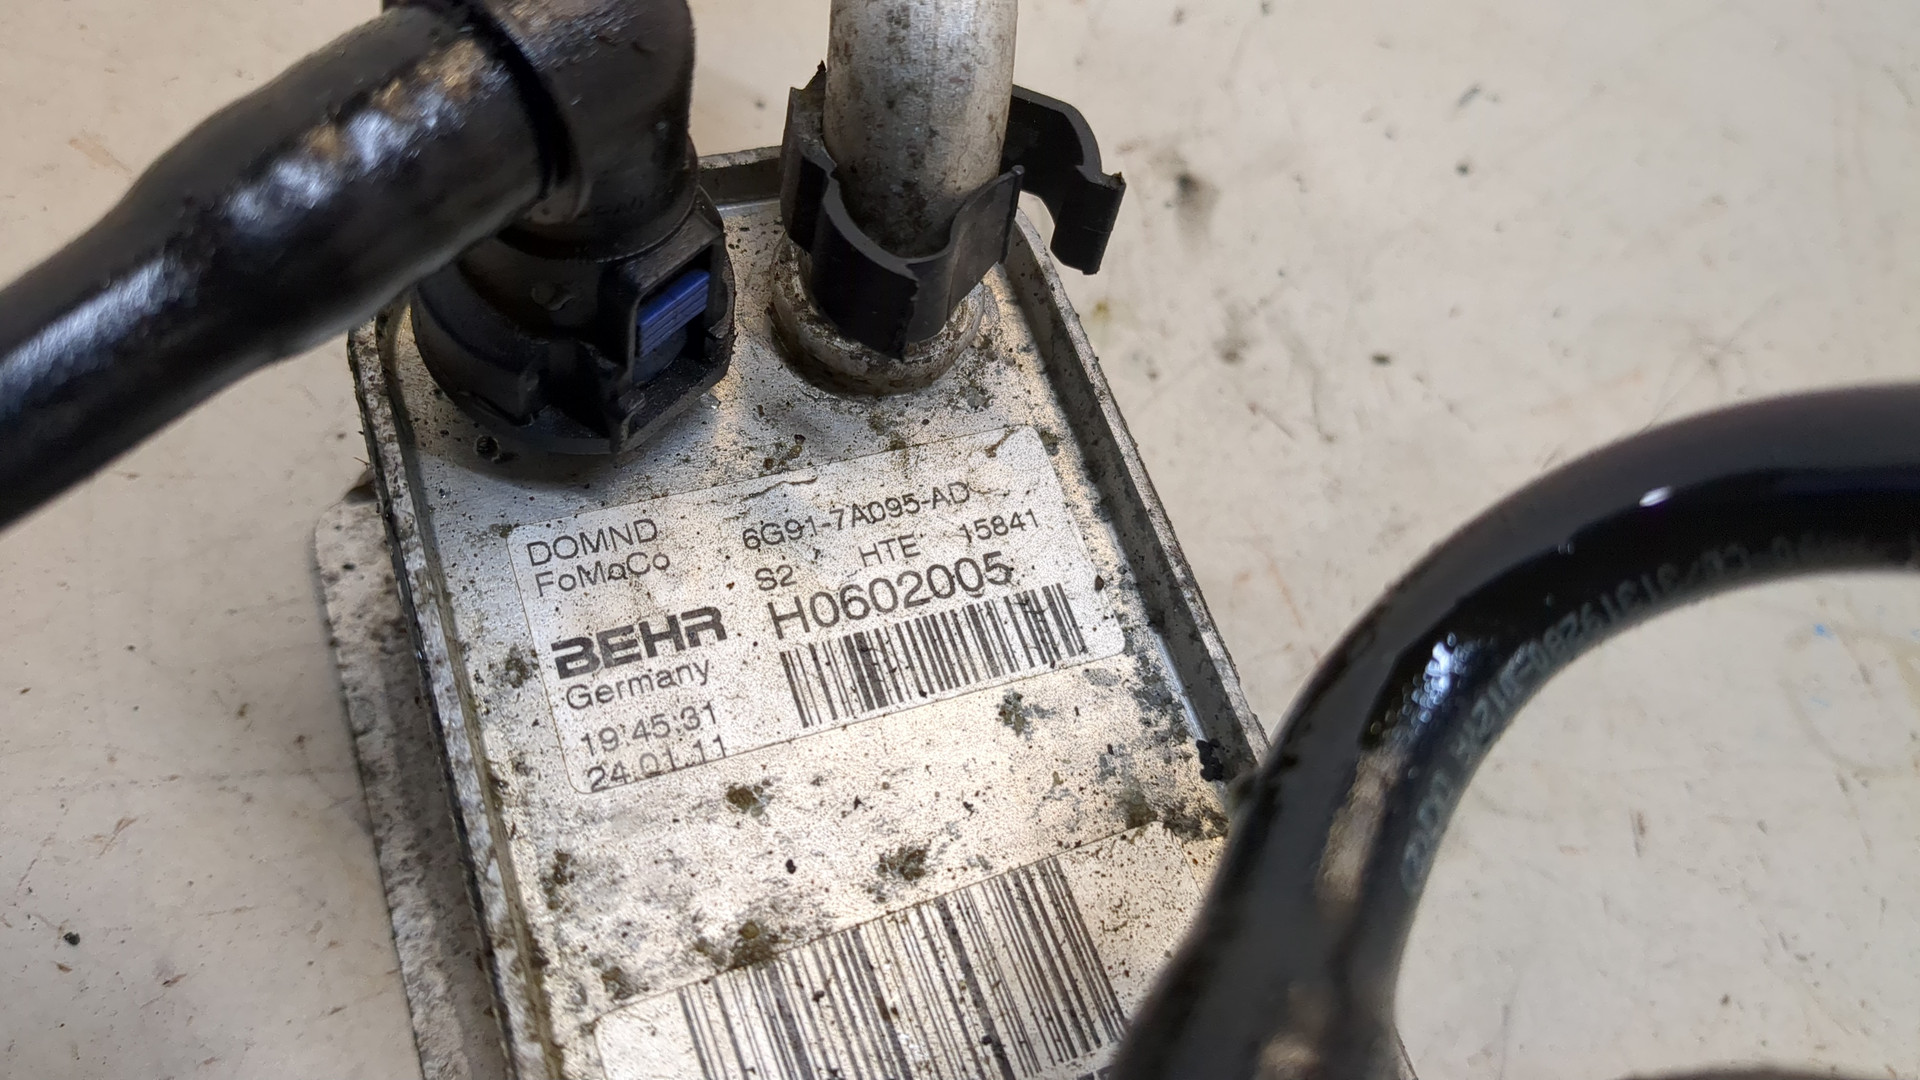 DOMND 6G91-7A095-AD
FoMoCo S2 HTE 15841
BEHR H0602005
Germany
19:45:31
24.01.11